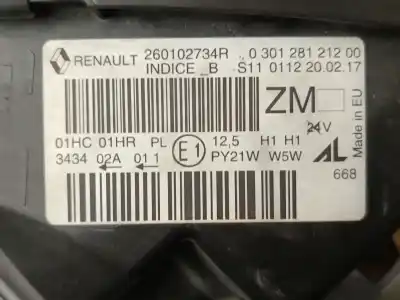 RENAULT 260102734R .. 0 301 281 212 00
INDICE _B S11 0112 20.02.17
ZM
Made in EU
01HC 01HR PL E1 12,5 H1 H1 24V
3434 02A 01 1 PY21W W5W AL
668